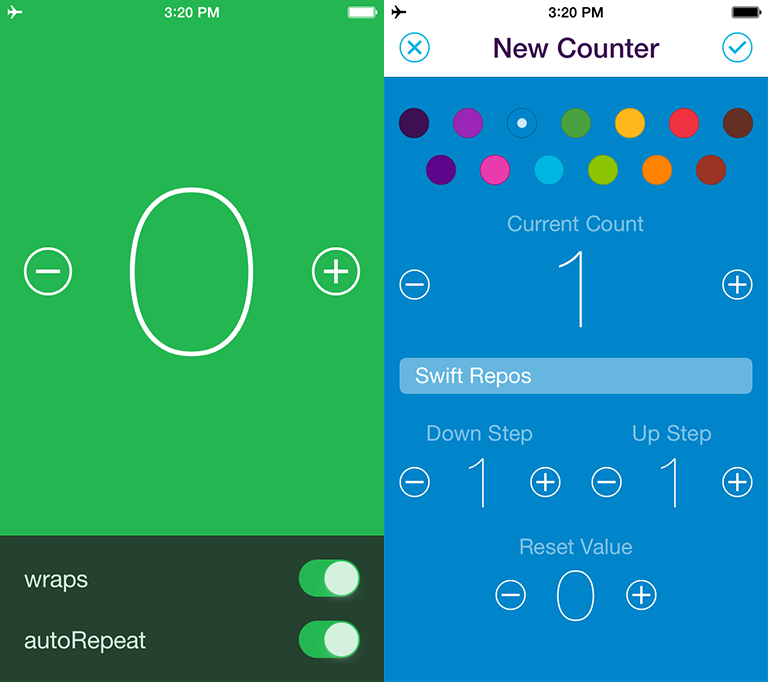 3:20 PM
0
wraps
autoRepeat
3:20 PM
New Counter
Current Count
1
Swift Repos
Down Step Up Step
1 1
Reset Value
0